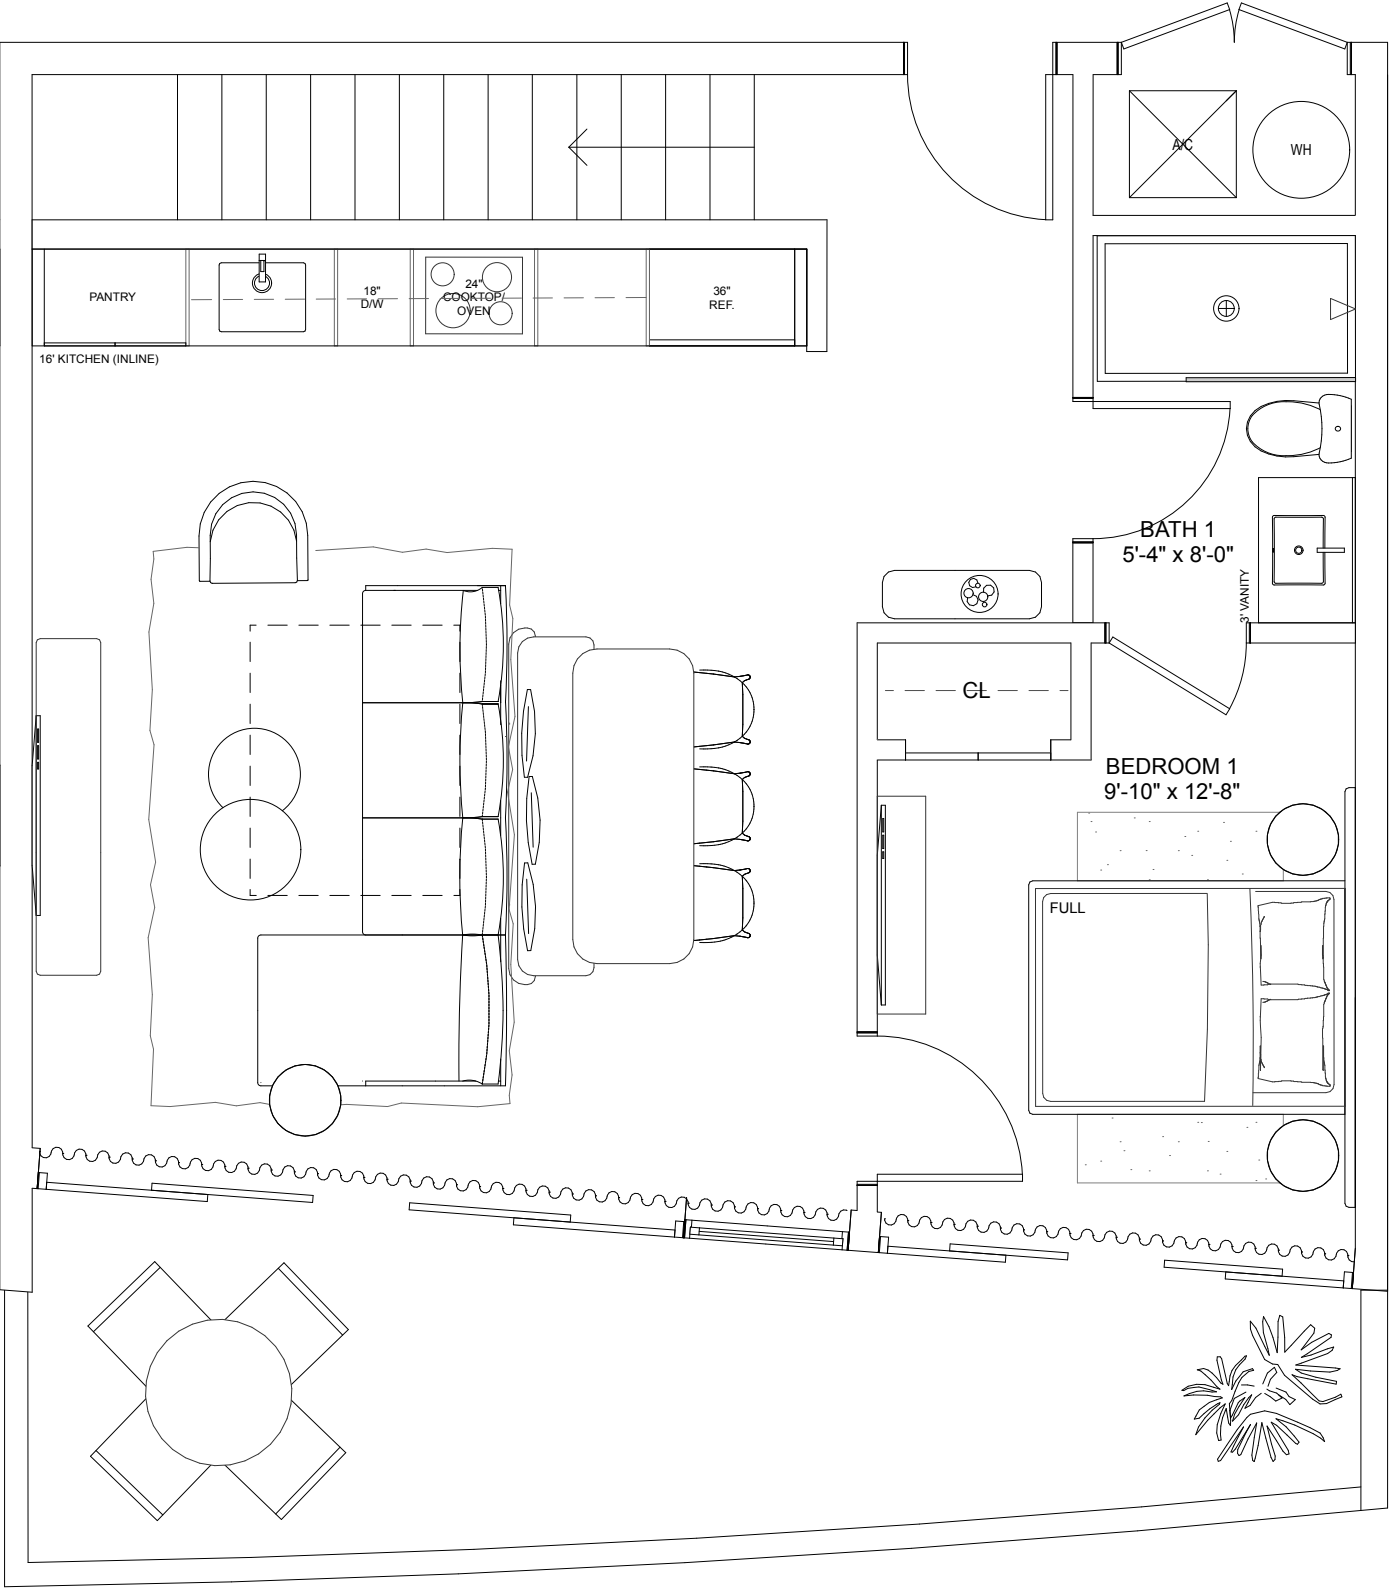 A/C
WH
PANTRY
18"
D/W
24"
COOKTOP/
OVEN
36"
REF.
16' KITCHEN (INLINE)
BATH 1
5'-4" x 8'-0"
3' VANITY
CL
BEDROOM 1
9'-10" x 12'-8"
FULL